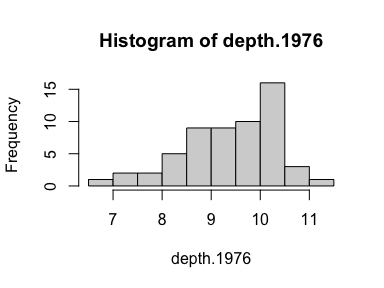 Histogram of depth.1976
Frequency
15
10
5
0
7 8 9 10 11
depth.1976